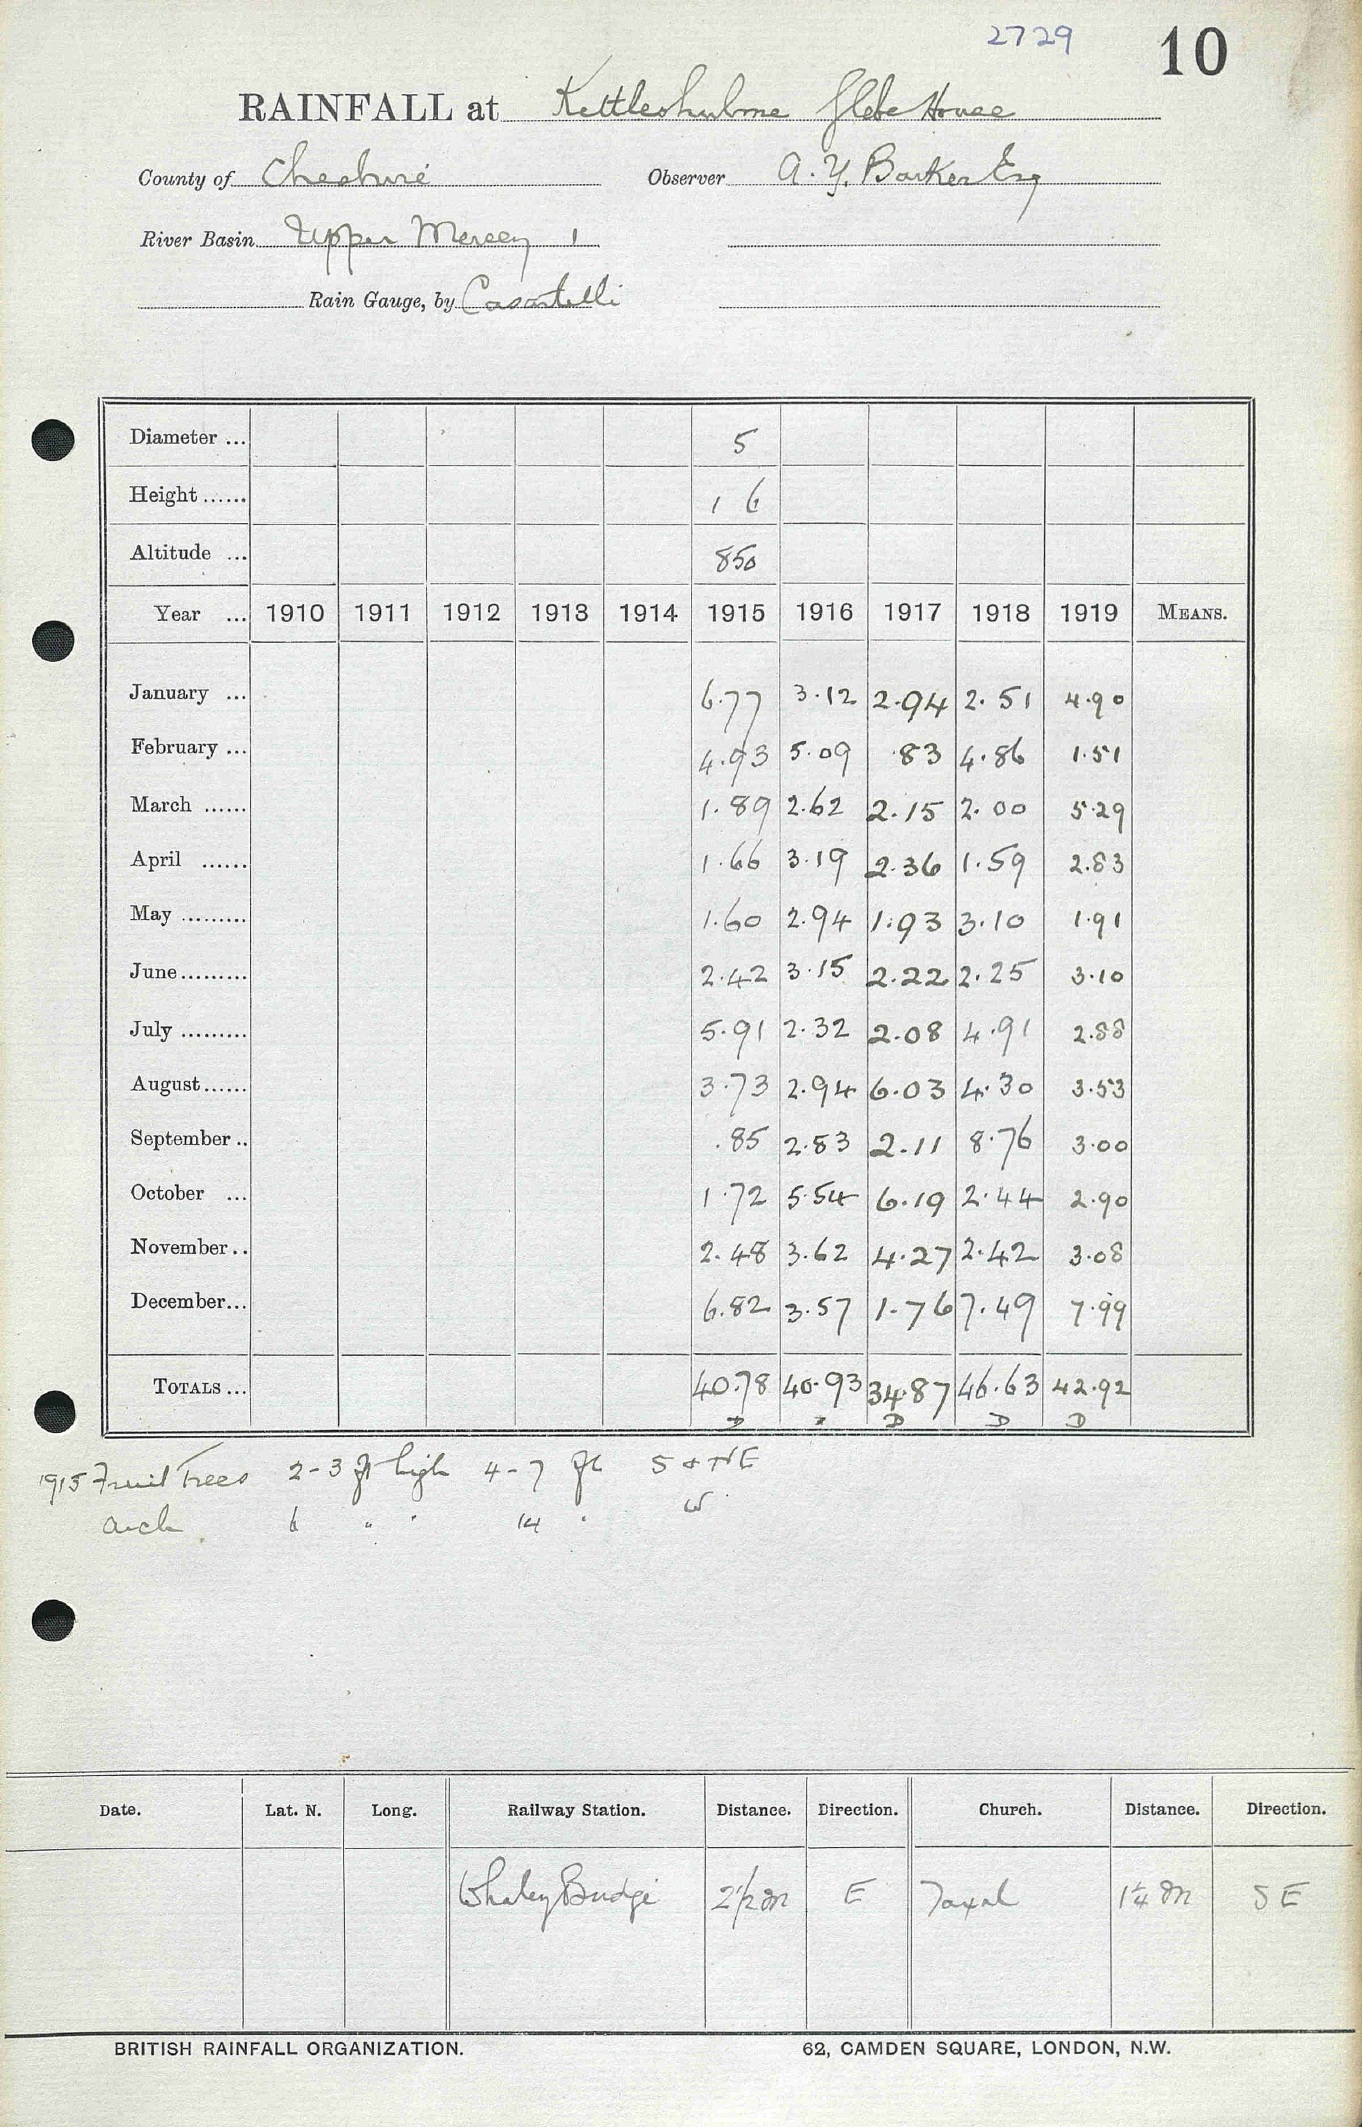 2729 10
RAINFALL at Kettleshulme Glebe House
County of Cheshire Observer A. Y. Barker Esq
River Basin Upper Mersey 1
Rain Gauge, by Casartelli
Diameter ... 5
Height ...... 1 6
Altitude ... 850
Year ... 1910 1911 1912 1913 1914 1915 1916 1917 1918 1919 MEANS.
January ... 6.77 3.12 2.94 2.51 4.90
February ... 4.93 5.09 .83 4.86 1.51
March ...... 1.89 2.62 2.15 2.00 5.29
April ...... 1.66 3.19 2.36 1.59 2.83
May ......... 1.60 2.94 1.93 3.10 1.91
June......... 2.42 3.15 2.22 2.25 3.10
July ......... 5.91 2.32 2.08 4.91 2.88
August...... 3.73 2.94 6.03 4.30 3.53
September .. .85 2.83 2.11 8.76 3.00
October ... 1.72 5.54 6.19 2.44 2.90
November .. 2.48 3.62 4.27 2.42 3.08
December... 6.82 3.57 1.76 7.49 7.99
TOTALS ... 40.78 40.93 34.87 46.63 42.92
D D D D
1915 Fruit Trees 2-3 ft high 4-7 ft S & NE
arch 6 " " 14 " W
Date. Lat. N. Long. Railway Station. Distance. Direction. Church. Distance. Direction.
Whaley Bridge 2 1/2 m E Taxal 1 1/4 m S E
BRITISH RAINFALL ORGANIZATION. 62, CAMDEN SQUARE, LONDON, N.W.